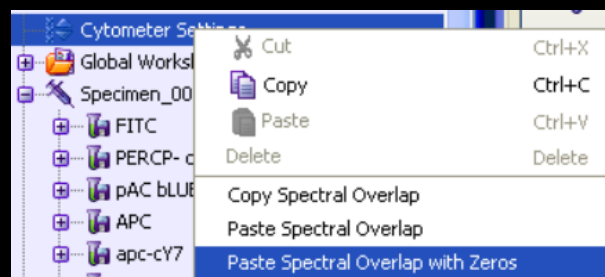 Cytometer Settings
Cut Ctrl+X
Global Worksl
Copy Ctrl+C
Specimen_00
Paste Ctrl+V
FITC
Delete Delete
PERCP- c
Copy Spectral Overlap
pAC bLUE
Paste Spectral Overlap
APC
Paste Spectral Overlap with Zeros
apc-cY7